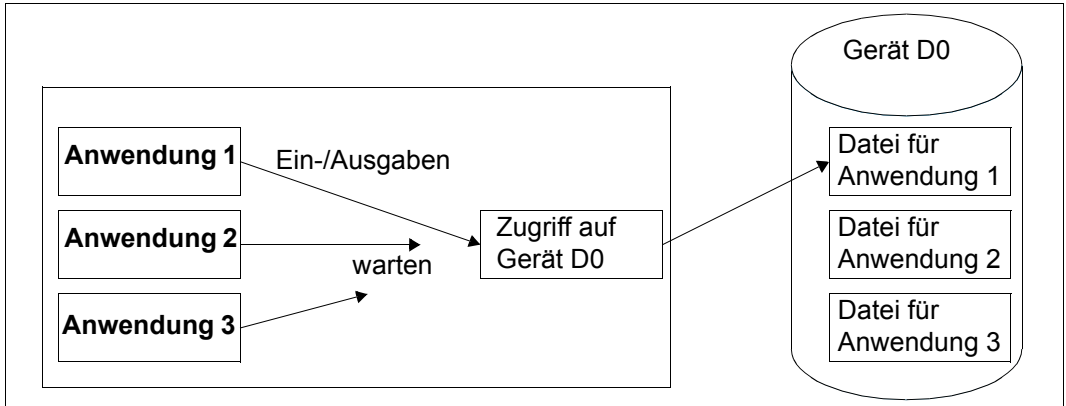 Gerät D0
Anwendung 1
Ein-/Ausgaben
Anwendung 2
warten
Anwendung 3
Zugriff auf
Gerät D0
Datei für
Anwendung 1
Datei für
Anwendung 2
Datei für
Anwendung 3